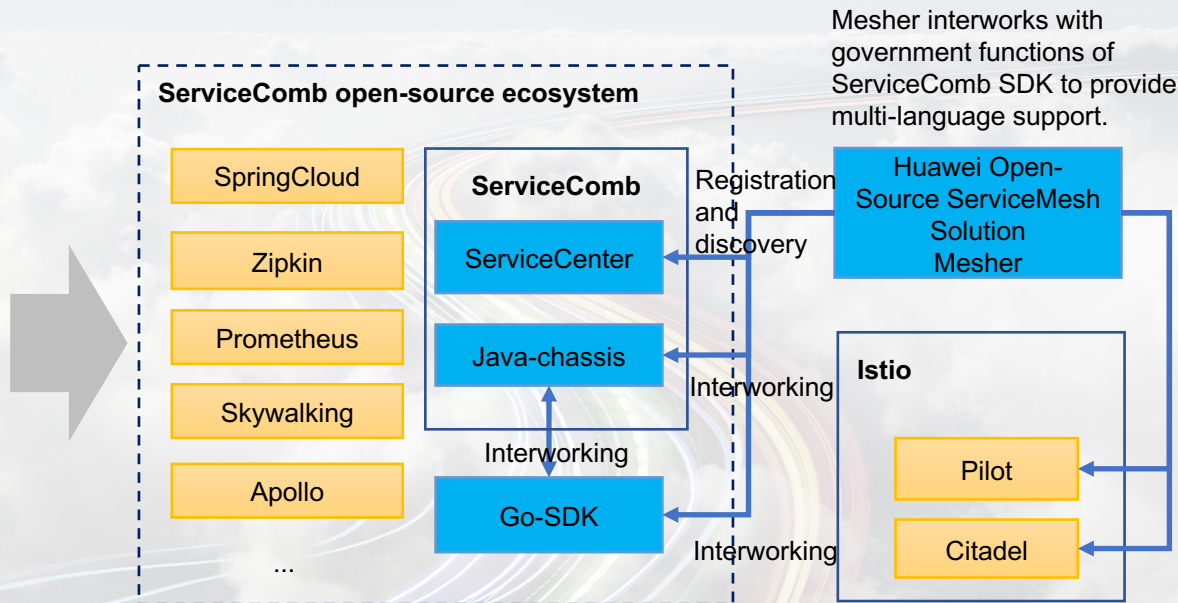 Mesher interworks with
government functions of
ServiceComb SDK to provide
multi-language support.
ServiceComb open-source ecosystem
SpringCloud
Zipkin
Prometheus
Skywalking
Apollo
...
ServiceComb
ServiceCenter
Java-chassis
Interworking
Go-SDK
Registration
and
discovery
Interworking
Interworking
Huawei Open-
Source ServiceMesh
Solution
Mesher
Istio
Pilot
Citadel